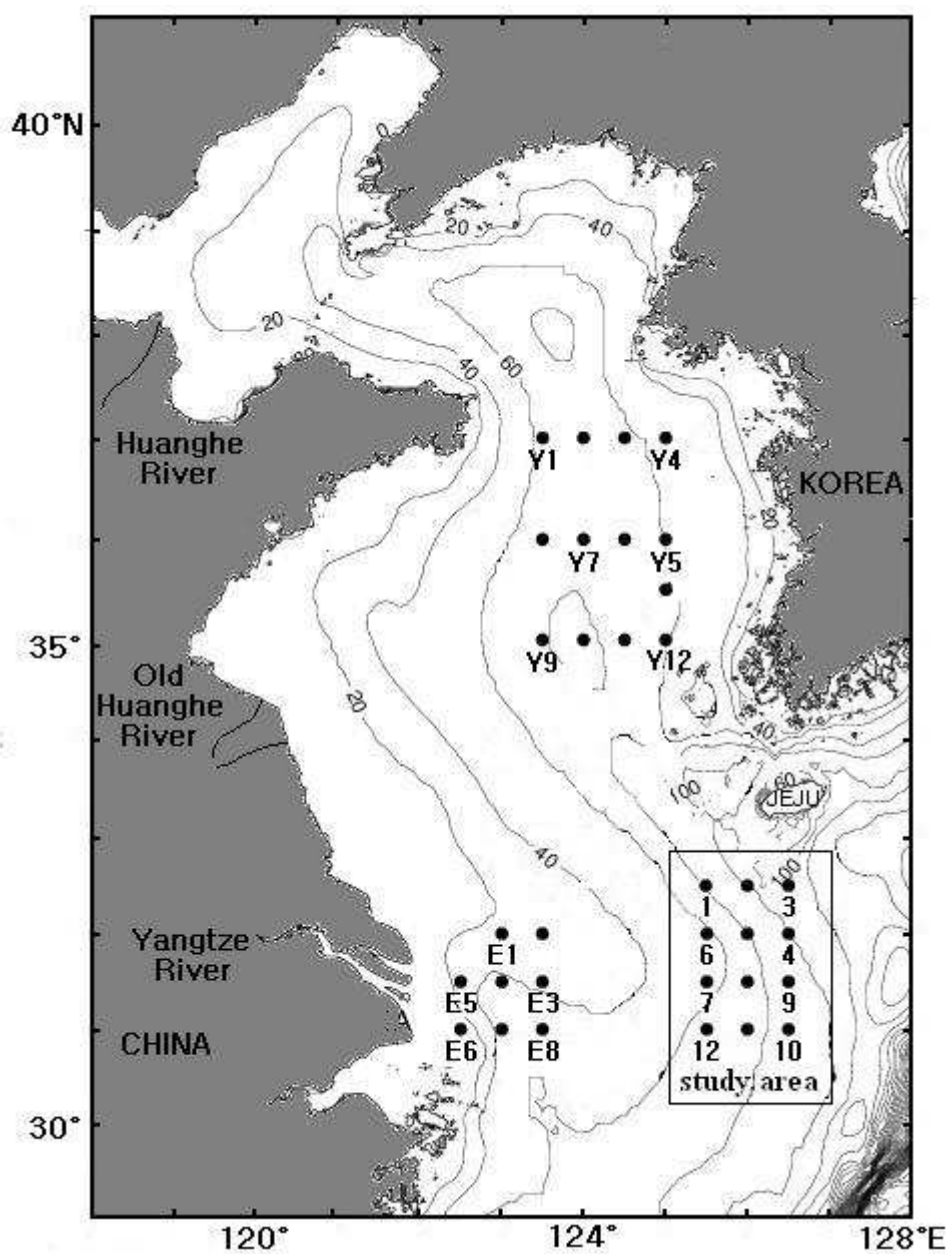 40°N
0
20
40
20
40
60
Huanghe
River
Y1
Y4
KOREA
20
Y7
Y5
35°
Y9
Y12
Old
Huanghe
River
20
40
100
60
JEJU
40
100
1
3
Yangtze
River
E1
6
4
E5
E3
7
9
CHINA
E6
E8
12
10
study area
30°
120°
124°
128°E